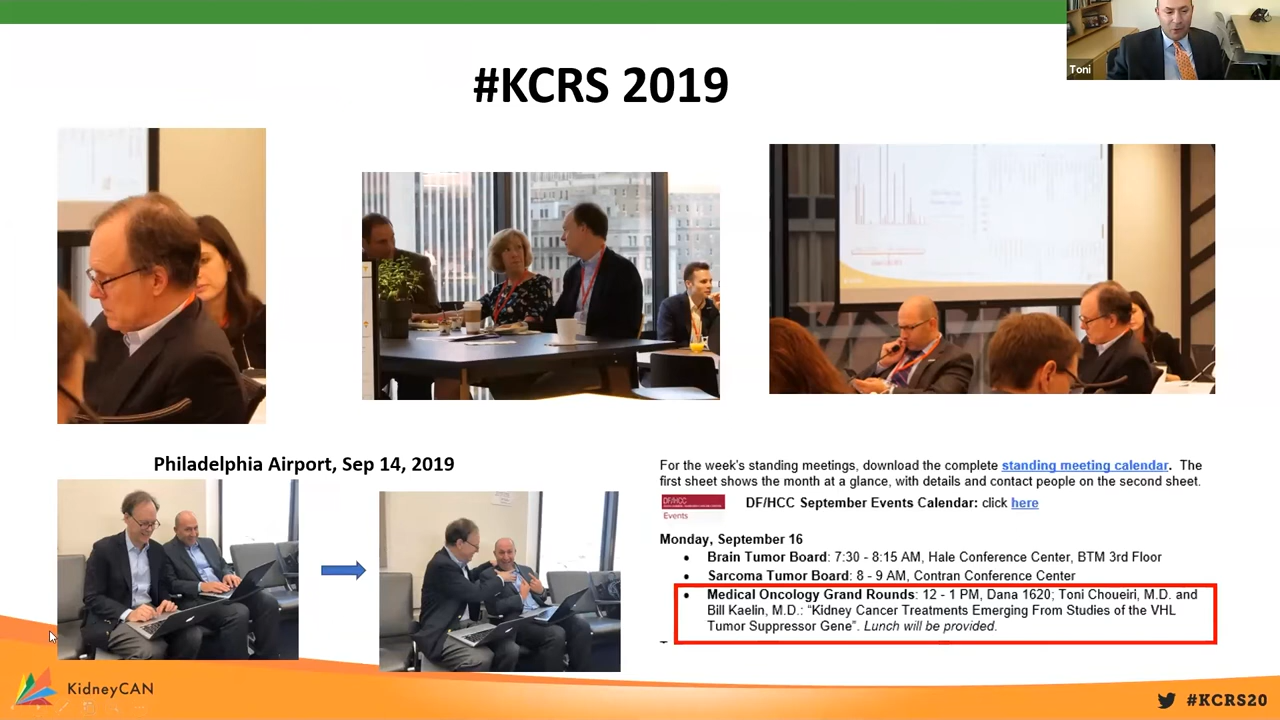 Toni
#KCRS 2019
Philadelphia Airport, Sep 14, 2019
For the week's standing meetings, download the complete standing meeting calendar. The
first sheet shows the month at a glance, with details and contact people on the second sheet.
DF/HCC
Events
DF/HCC September Events Calendar: click here
Monday, September 16
• Brain Tumor Board: 7:30 - 8:15 AM, Hale Conference Center, BTM 3rd Floor
• Sarcoma Tumor Board: 8 - 9 AM, Contran Conference Center
• Medical Oncology Grand Rounds: 12 - 1 PM, Dana 1620; Toni Choueiri, M.D. and
Bill Kaelin, M.D.: “Kidney Cancer Treatments Emerging From Studies of the VHL
Tumor Suppressor Gene”. Lunch will be provided.
KidneyCAN
#KCRS20